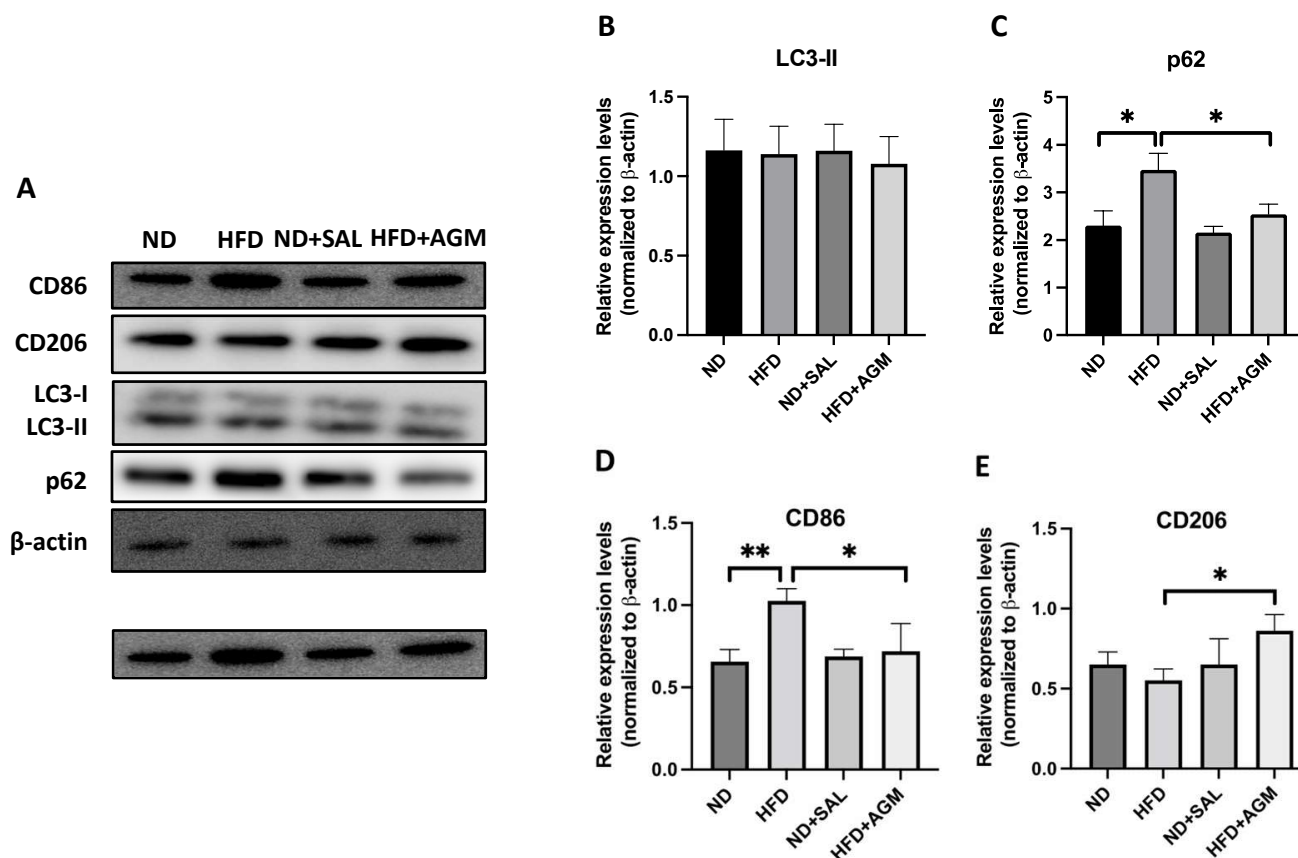 A
ND HFD ND+SAL HFD+AGM
CD86
CD206
LC3-I
LC3-II
p62
β-actin
B
LC3-II
Relative expression levels
(normalized to β-actin)
1.5
1.0
0.5
0.0
ND
HFD
ND+SAL
HFD+AGM
C
p62
Relative expression levels
(normalized to β-actin)
5
4
3
2
1
0
*
*
ND
HFD
ND+SAL
HFD+AGM
D
CD86
Relative expression levels
(normalized to β-actin)
1.5
1.0
0.5
0.0
**
*
ND
HFD
ND+SAL
HFD+AGM
E
CD206
Relative expression levels
(normalized to β-actin)
1.5
1.0
0.5
0.0
*
ND
HFD
ND+SAL
HFD+AGM